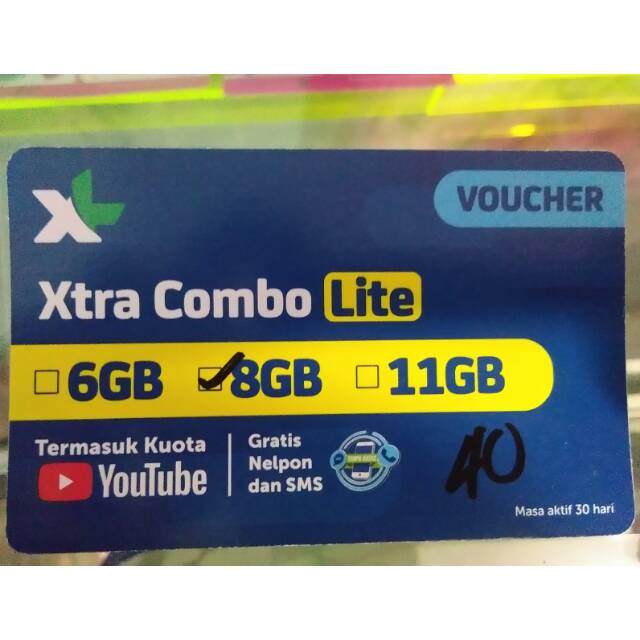 XL
VOUCHER
Xtra Combo Lite
6GB 8GB 11GB
Termasuk Kuota
YouTube
Gratis
Nelpon
dan SMS
40
Masa aktif 30 hari